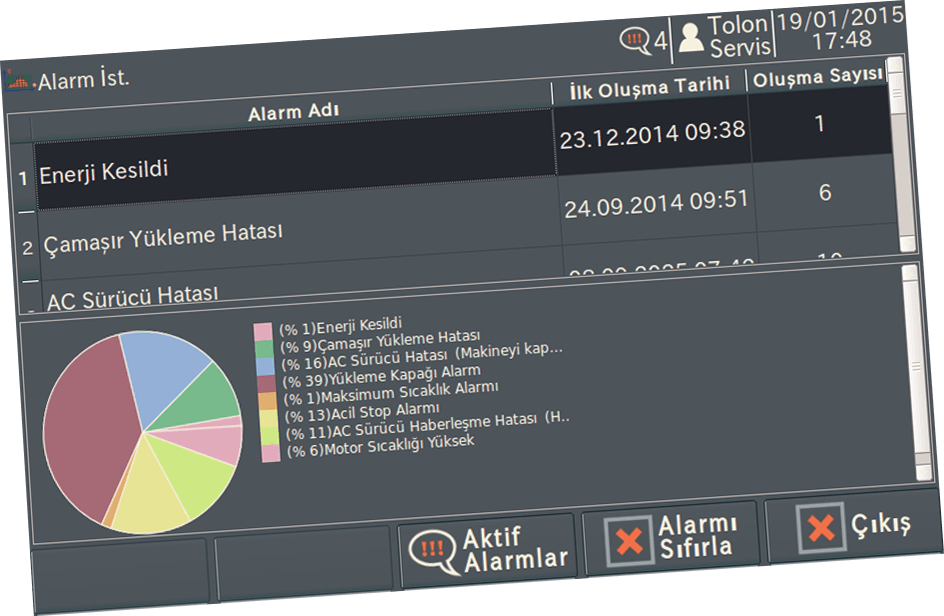 !!! 4
Tolon
Servis
19/01/2015
17:48
Alarm İst.
Alarm Adı
İlk Oluşma Tarihi
Oluşma Sayısı
1 Enerji Kesildi 23.12.2014 09:38 1
2 Çamaşır Yükleme Hatası 24.09.2014 09:51 6
AC Sürücü Hatası
(% 1)Enerji Kesildi
(% 9)Çamaşır Yükleme Hatası
(% 16)AC Sürücü Hatası (Makineyi kap...
(% 39)Yükleme Kapağı Alarm
(% 1)Maksimum Sıcaklık Alarmı
(% 13)Acil Stop Alarmı
(% 11)AC Sürücü Haberleşme Hatası (H..
(% 6)Motor Sıcaklığı Yüksek
!!! Aktif
Alarmlar
Alarmı
Sıfırla
Çıkış